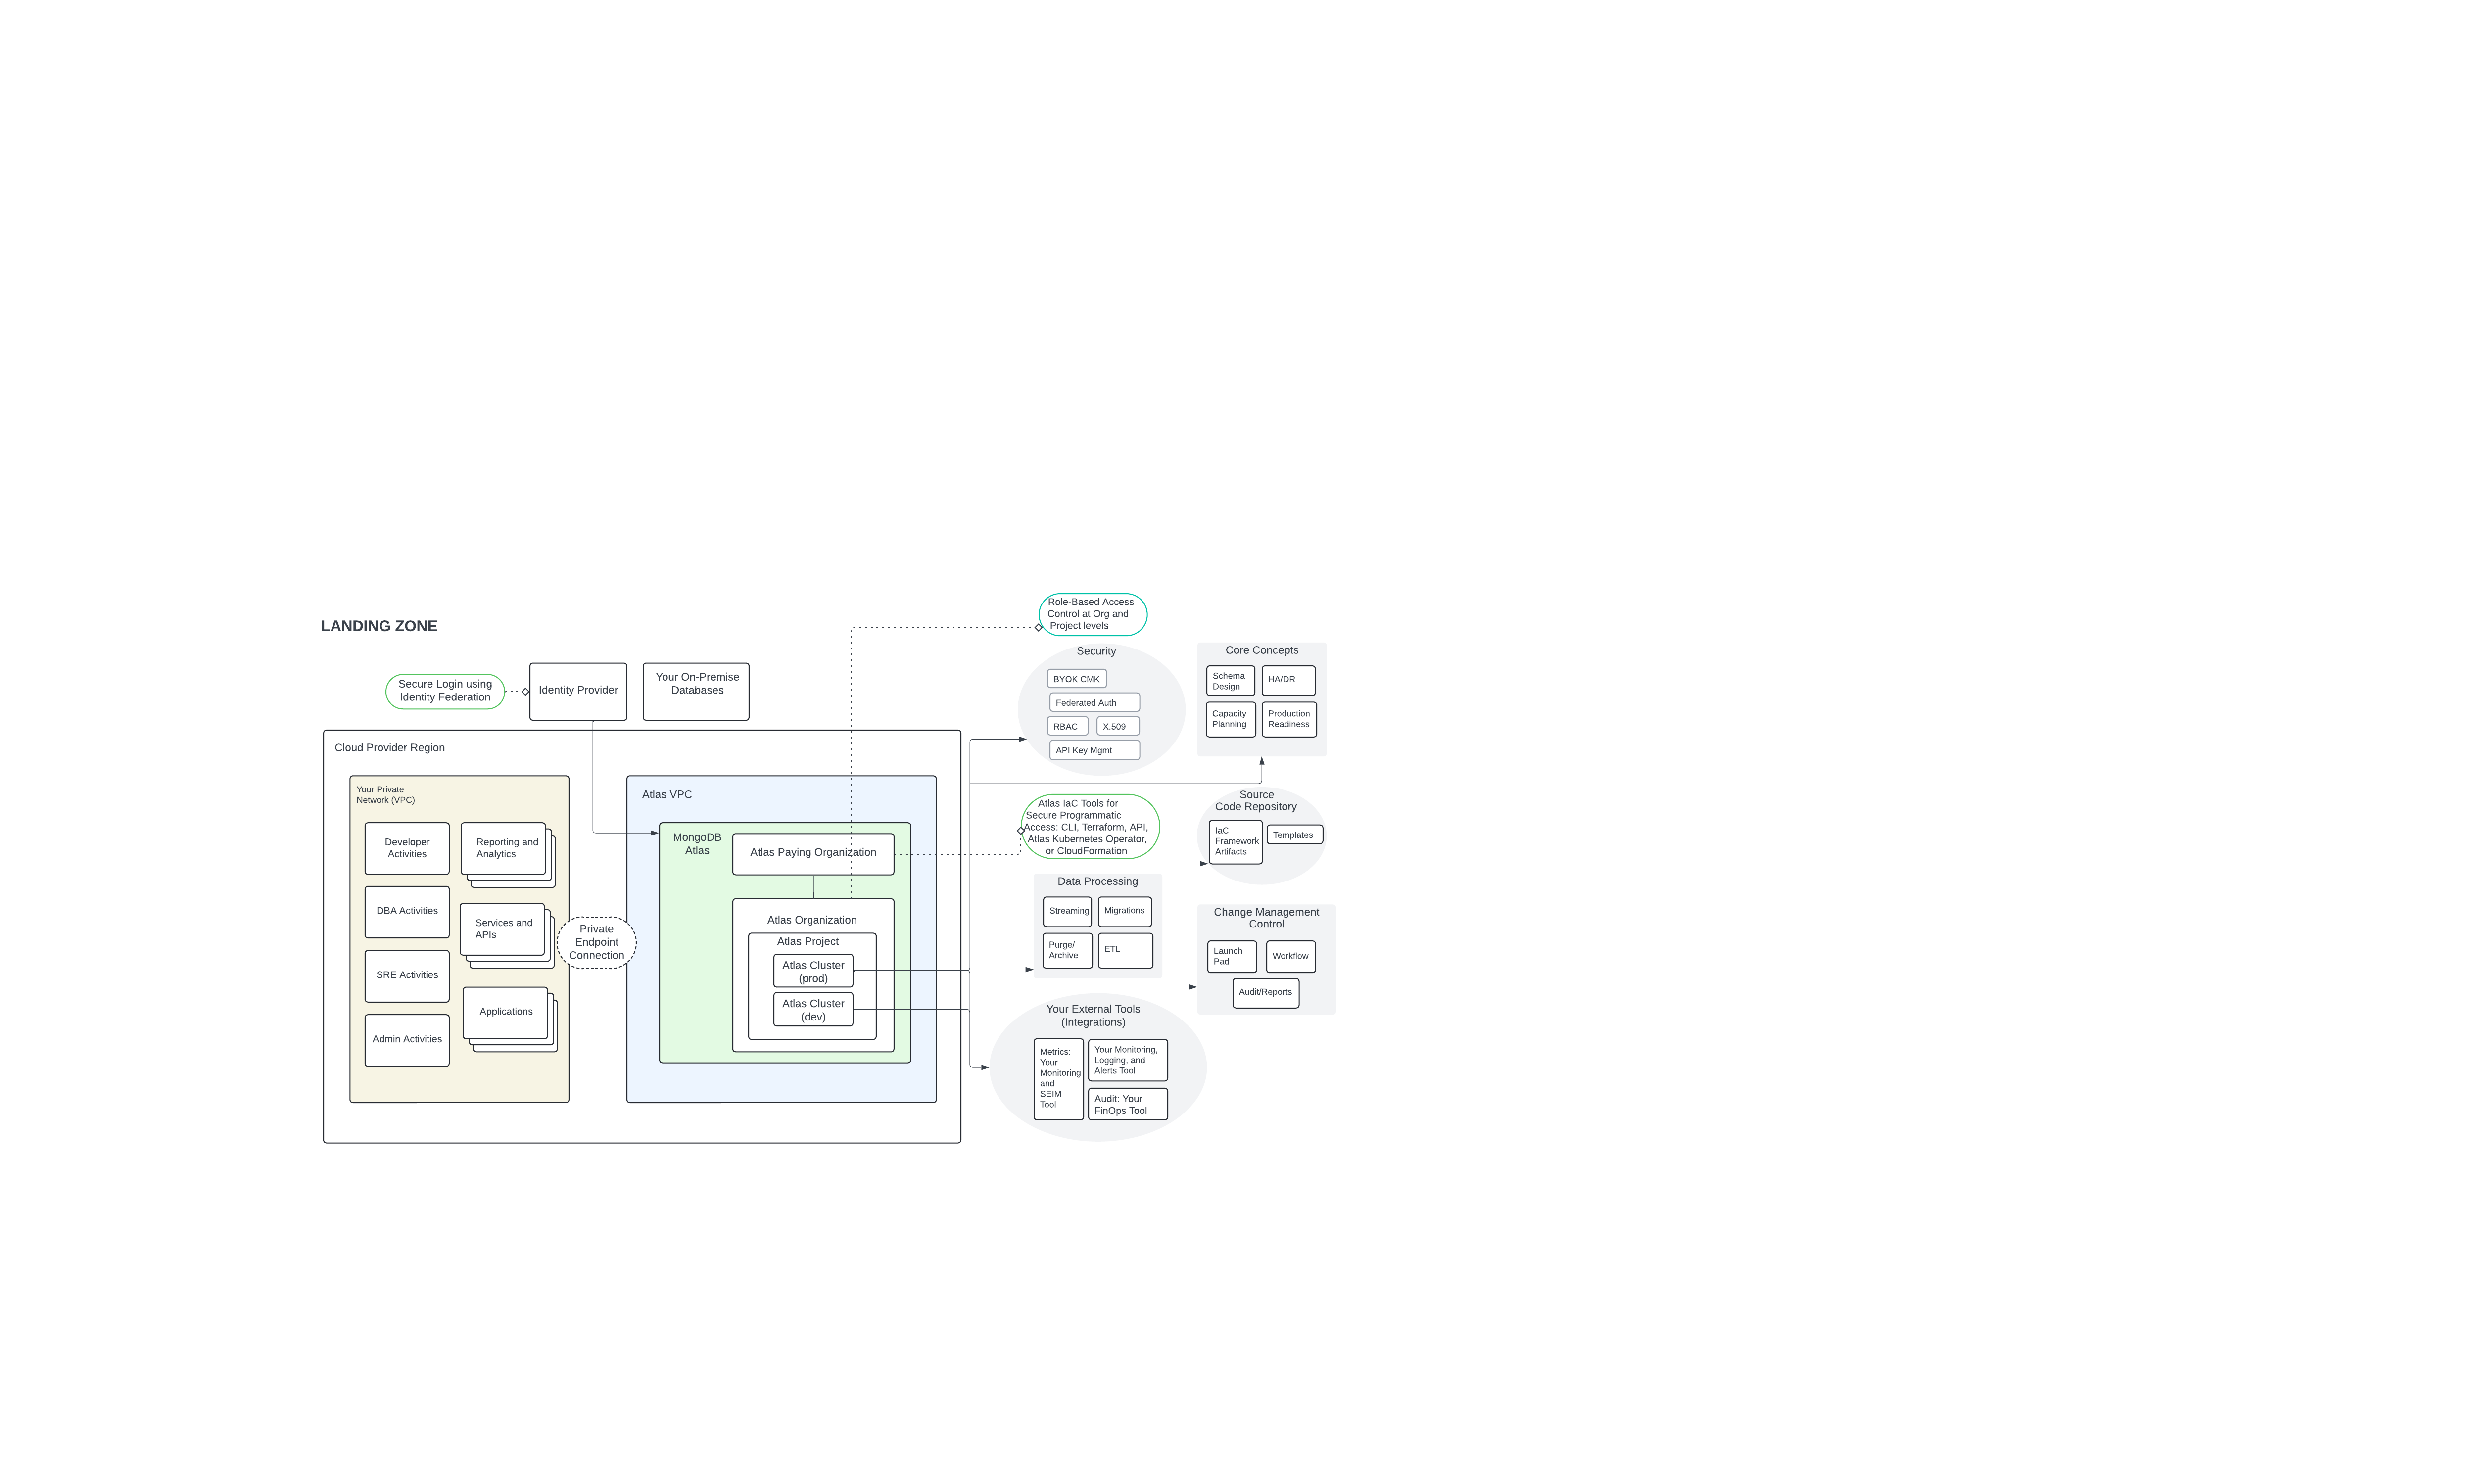 LANDING ZONE
Secure Login using
Identity Federation
Identity Provider
Your On-Premise
Databases
Cloud Provider Region
Your Private
Network (VPC)
Developer
Activities
DBA Activities
SRE Activities
Admin Activities
Reporting and
Analytics
Services and
APIs
Applications
Private
Endpoint
Connection
Atlas VPC
MongoDB
Atlas
Atlas Paying Organization
Atlas Organization
Atlas Project
Atlas Cluster
(prod)
Atlas Cluster
(dev)
Role-Based Access
Control at Org and
Project levels
Security
BYOK CMK
Federated Auth
RBAC
X.509
API Key Mgmt
Core Concepts
Schema
Design
HA/DR
Capacity
Planning
Production
Readiness
Atlas IaC Tools for
Secure Programmatic
Access: CLI, Terraform, API,
Atlas Kubernetes Operator,
or CloudFormation
Source
Code Repository
IaC
Framework
Artifacts
Templates
Data Processing
Streaming
Migrations
Purge/
Archive
ETL
Change Management
Control
Launch
Pad
Workflow
Audit/Reports
Your External Tools
(Integrations)
Metrics:
Your
Monitoring
and
SEIM
Tool
Your Monitoring,
Logging, and
Alerts Tool
Audit: Your
FinOps Tool